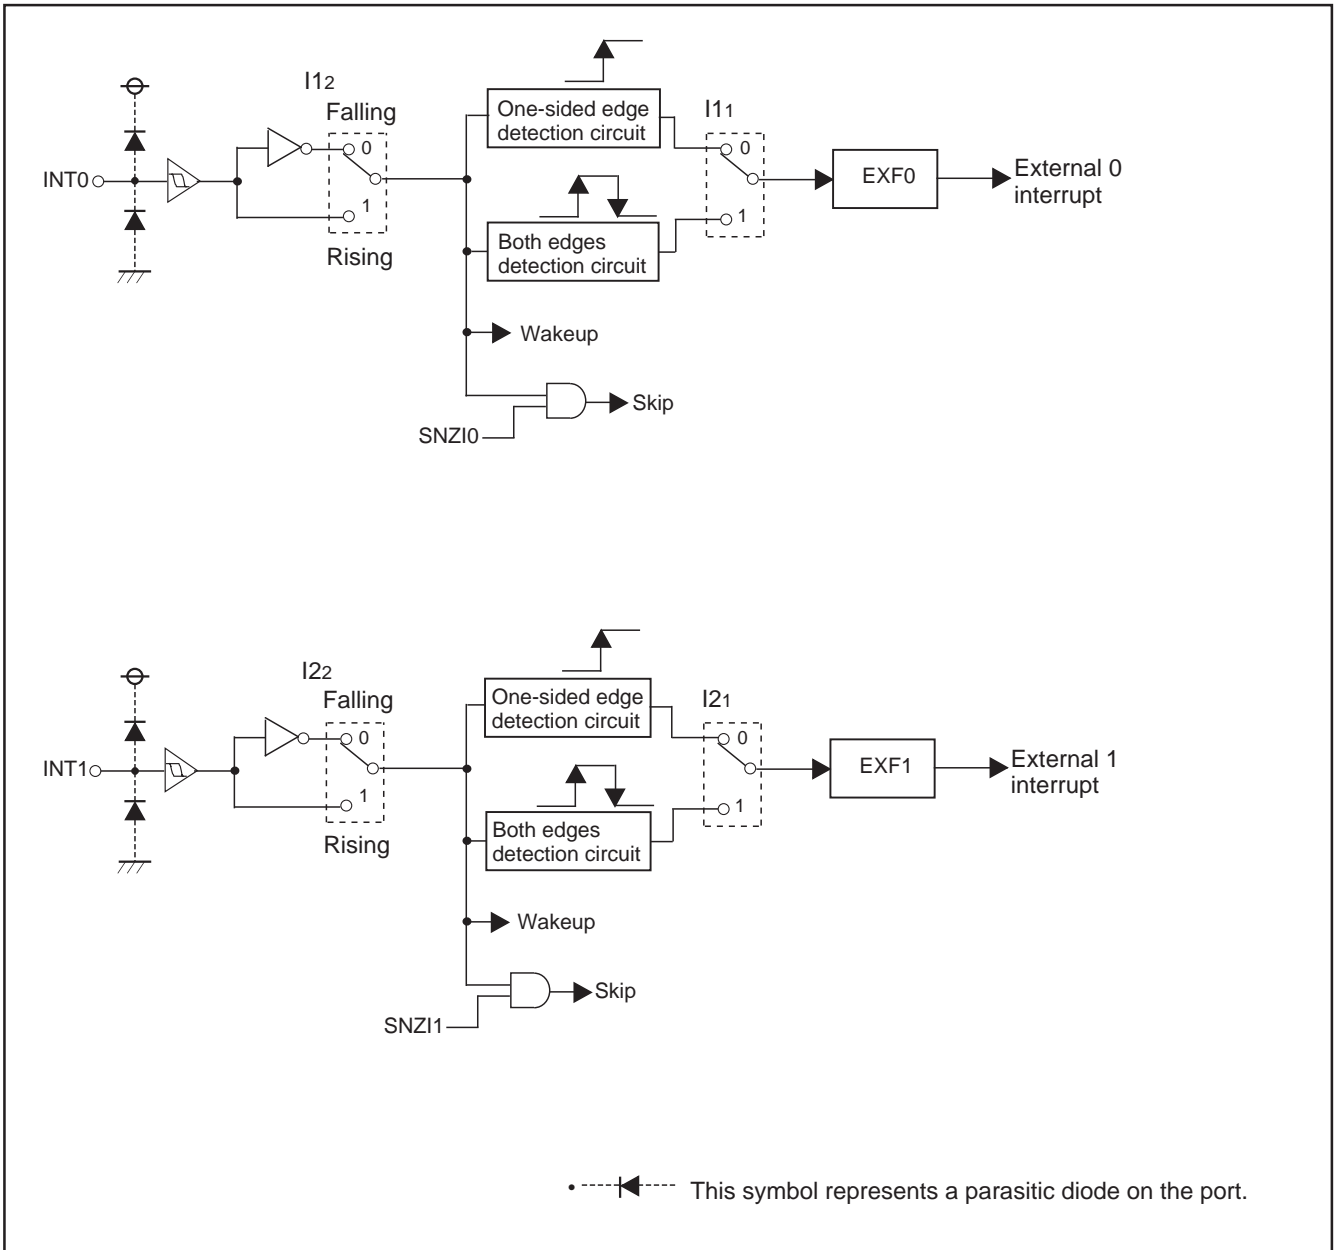 I12
Falling
0
1
Rising
INT0
One-sided edge
detection circuit
Both edges
detection circuit
I11
0
1
EXF0
External 0
interrupt
Wakeup
Skip
SNZI0
I22
Falling
0
1
Rising
INT1
One-sided edge
detection circuit
Both edges
detection circuit
I21
0
1
EXF1
External 1
interrupt
Wakeup
Skip
SNZI1
This symbol represents a parasitic diode on the port.